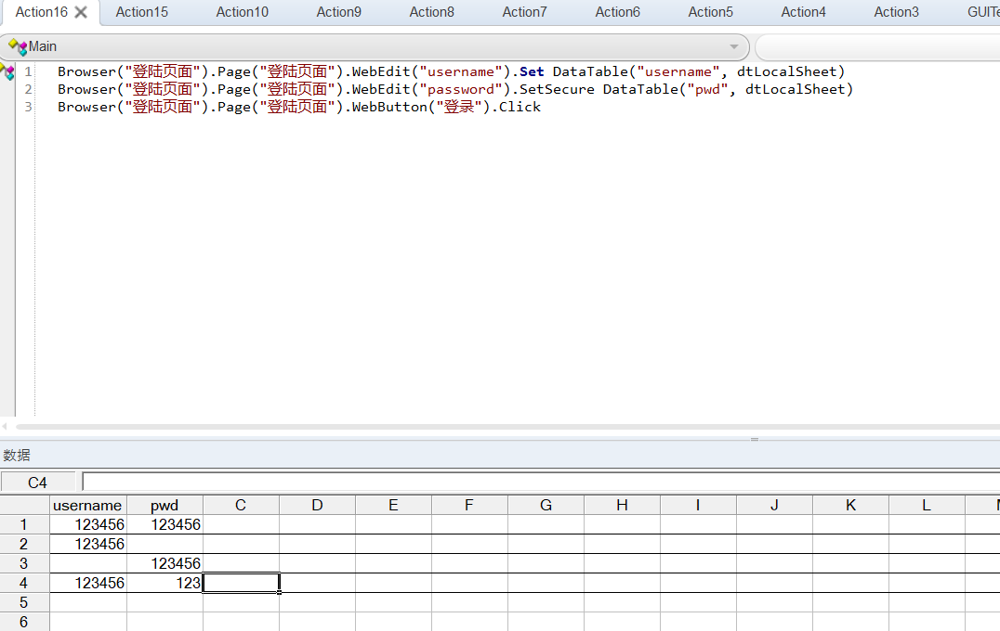 Action16 Action15 Action10 Action9 Action8 Action7 Action6 Action16 Action5 Action4 Action3 GUITe
Main
1 Browser("登陆页面").Page("登陆页面").WebEdit("username").Set DataTable("username", dtLocalSheet)
2 Browser("登陆页面").Page("登陆页面").WebEdit("password").SetSecure DataTable("pwd", dtLocalSheet)
3 Browser("登陆页面").Page("登陆页面").WebButton("登录").Click
数据
C4
username pwd C D E F G H I J K L
1 123456 123456
2 123456
3 123456
4 123456 123
5
6